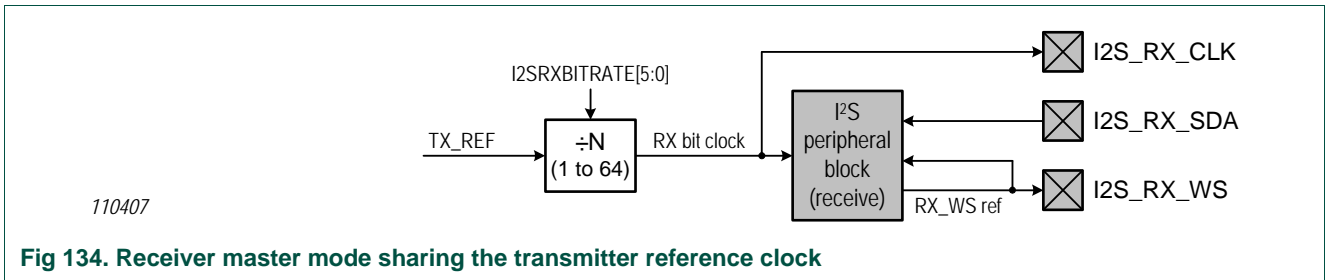 I2S_RX_CLK
I2SRXBITRATE[5:0]
TX_REF
÷N
(1 to 64)
RX bit clock
I2S
peripheral
block
(receive)
I2S_RX_SDA
RX_WS ref
I2S_RX_WS
110407
Fig 134. Receiver master mode sharing the transmitter reference clock